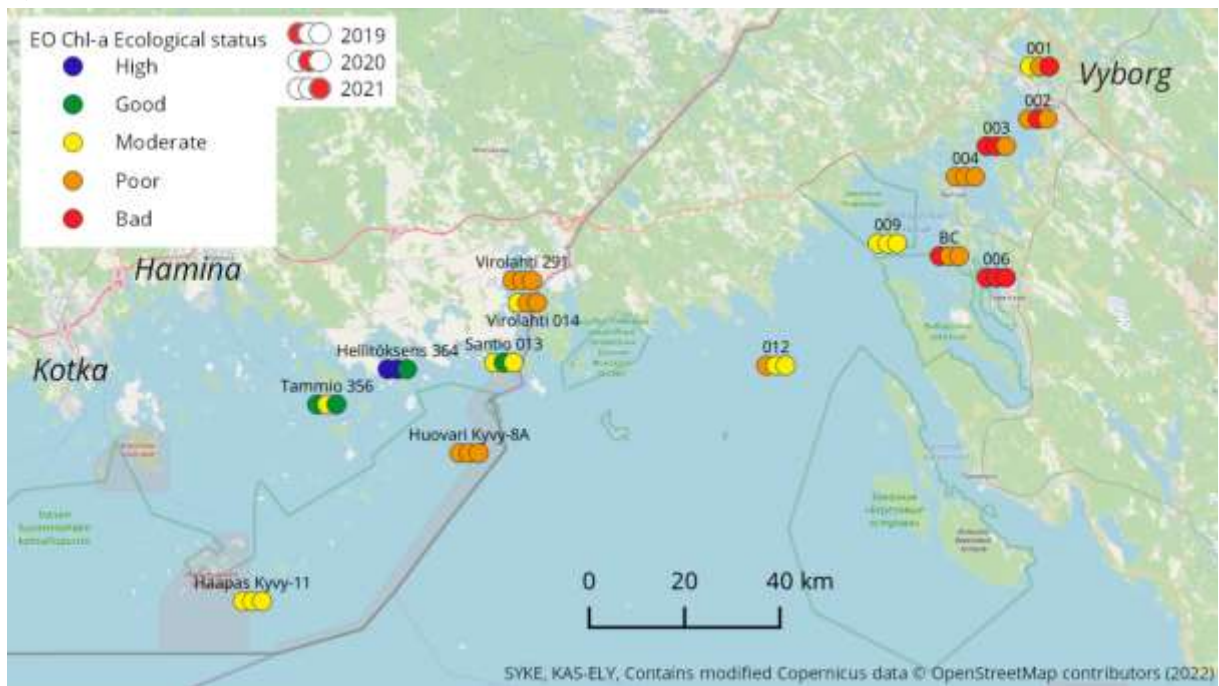 EO Chl-a Ecological status
High
Good
Moderate
Poor
Bad
2019
2020
2021
001
Vyborg
002
003
004
009
BC
006
Hamina
Virolahti 291
Virolahti 014
Santio 013
Hellitöksens 364
012
Kotka
Tammio 356
Huovari Kyvy-8A
Haapas Kyvy-11
0 20 40 km
SYKE, KAS-ELY, Contains modified Copernicus data © OpenStreetMap contributors (2022)